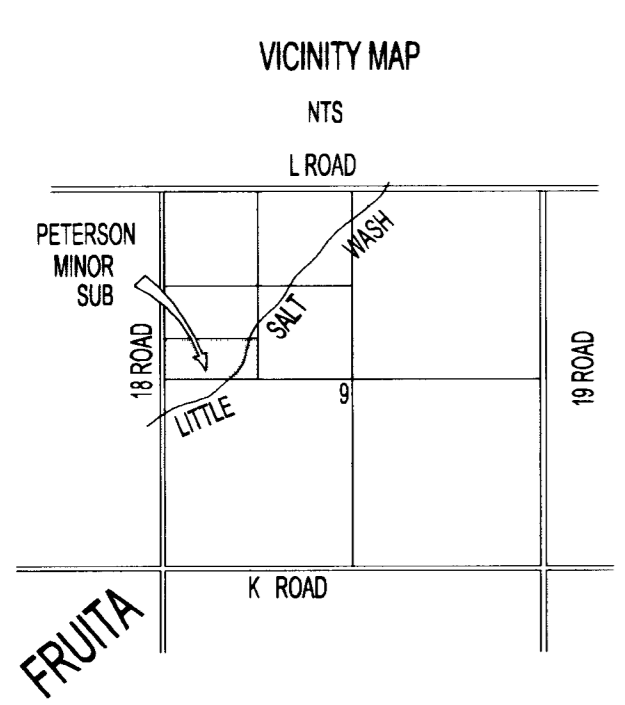 VICINITY MAP
NTS
L ROAD
PETERSON
MINOR
SUB
WASH
SALT
LITTLE
18 ROAD
19 ROAD
9
K ROAD
FRUITA